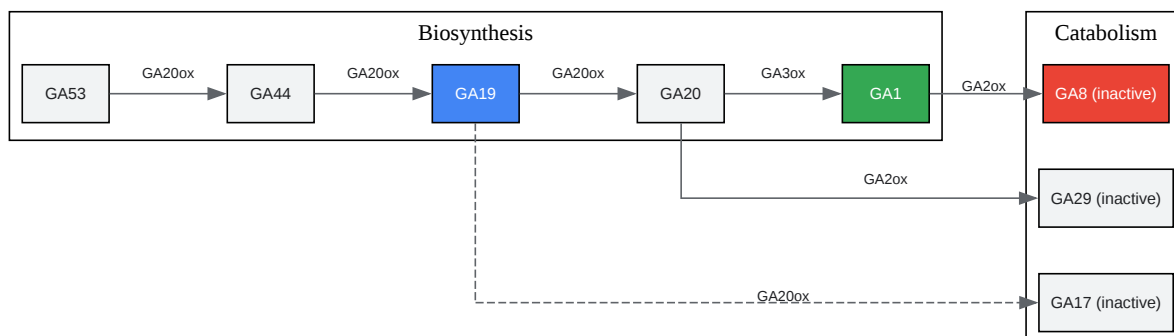 Biosynthesis
Catabolism
GA53
GA20ox
GA44
GA20ox
GA19
GA20ox
GA20
GA3ox
GA1
GA2ox
GA8 (inactive)
GA2ox
GA29 (inactive)
GA20ox
GA17 (inactive)